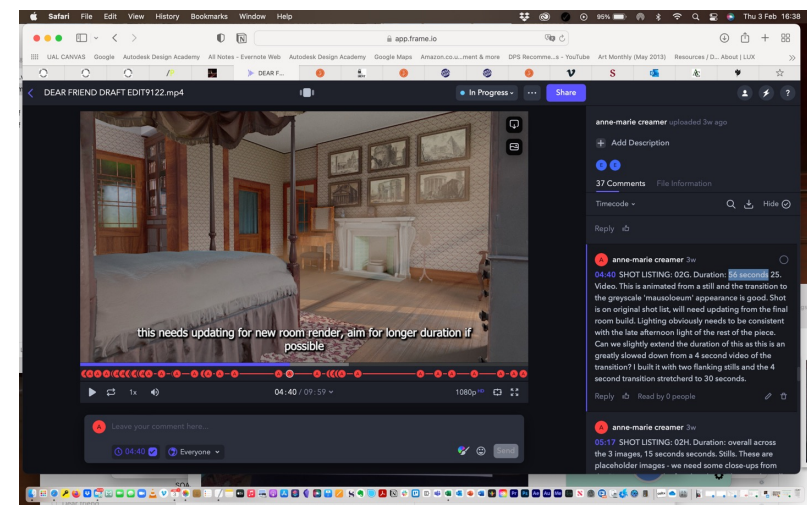 Safari File Edit View History Bookmarks Window Help
95%
Thu 3 Feb 16:38
app.frame.io
UAL CANVAS Google Autodesk Design Academy All Notes - Evernote Web Autodesk Design Academy Google Maps Amazon.co.u...ment & more DPS Recomme...s - YouTube Art Monthly (May 2013) Resources / D... About | LUX
DEAR F...
DEAR FRIEND DRAFT EDIT9122.mp4
In Progress
Share
anne-marie creamer uploaded 3w ago
Add Description
37 Comments File Information
Timecode
Hide
Reply
anne-marie creamer 3w
04:40 SHOT LISTING: 02G. Duration: 56 seconds 25.
Video. This is animated from a still and the transition to
the greyscale 'mausoloeum' appearance is good. Shot
is on original shot list, will need updating from the final
room build. Lighting obviously needs to be consistent
with the late afternoon light of the rest of the piece.
Can we slightly extend the duration of this as this is an
greatly slowed down from a 4 second video of the
transition? I built it with two flanking stills and the 4
second transition stretcherd to 30 seconds.
Reply Read by 0 people
anne-marie creamer 3w
05:17 SHOT LISTING: 02H. Duration: overall across
the 3 images, 15 seconds seconds. Stills. These are
placeholder images - we need some close-ups from
this needs updating for new room render, aim for longer duration if
possible
1x
04:40 / 09:59
1080p HD
Leave your comment here...
04:40
Everyone
Send